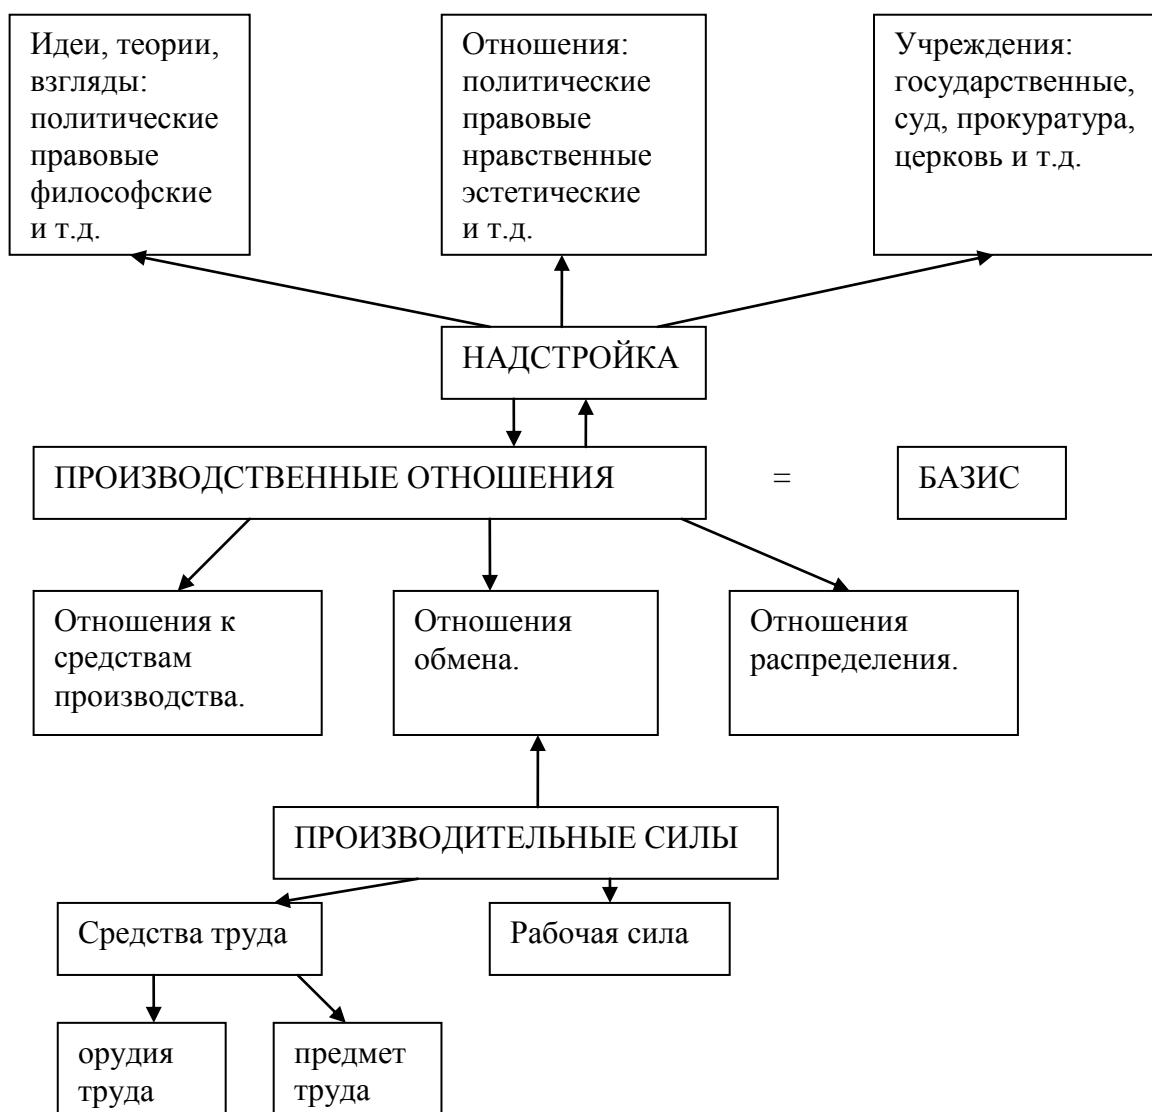 Идеи, теории,
взгляды:
политические
правовые
философские
и т.д.
Отношения:
политические
правовые
нравственные
эстетические
и т.д.
Учреждения:
государственные,
суд, прокуратура,
церковь и т.д.
НАДСТРОЙКА
ПРОИЗВОДСТВЕННЫЕ ОТНОШЕНИЯ
=
БАЗИС
Отношения к
средствам
производства.
Отношения
обмена.
Отношения
распределения.
ПРОИЗВОДИТЕЛЬНЫЕ СИЛЫ
Средства труда
Рабочая сила
орудия
труда
предмет
труда